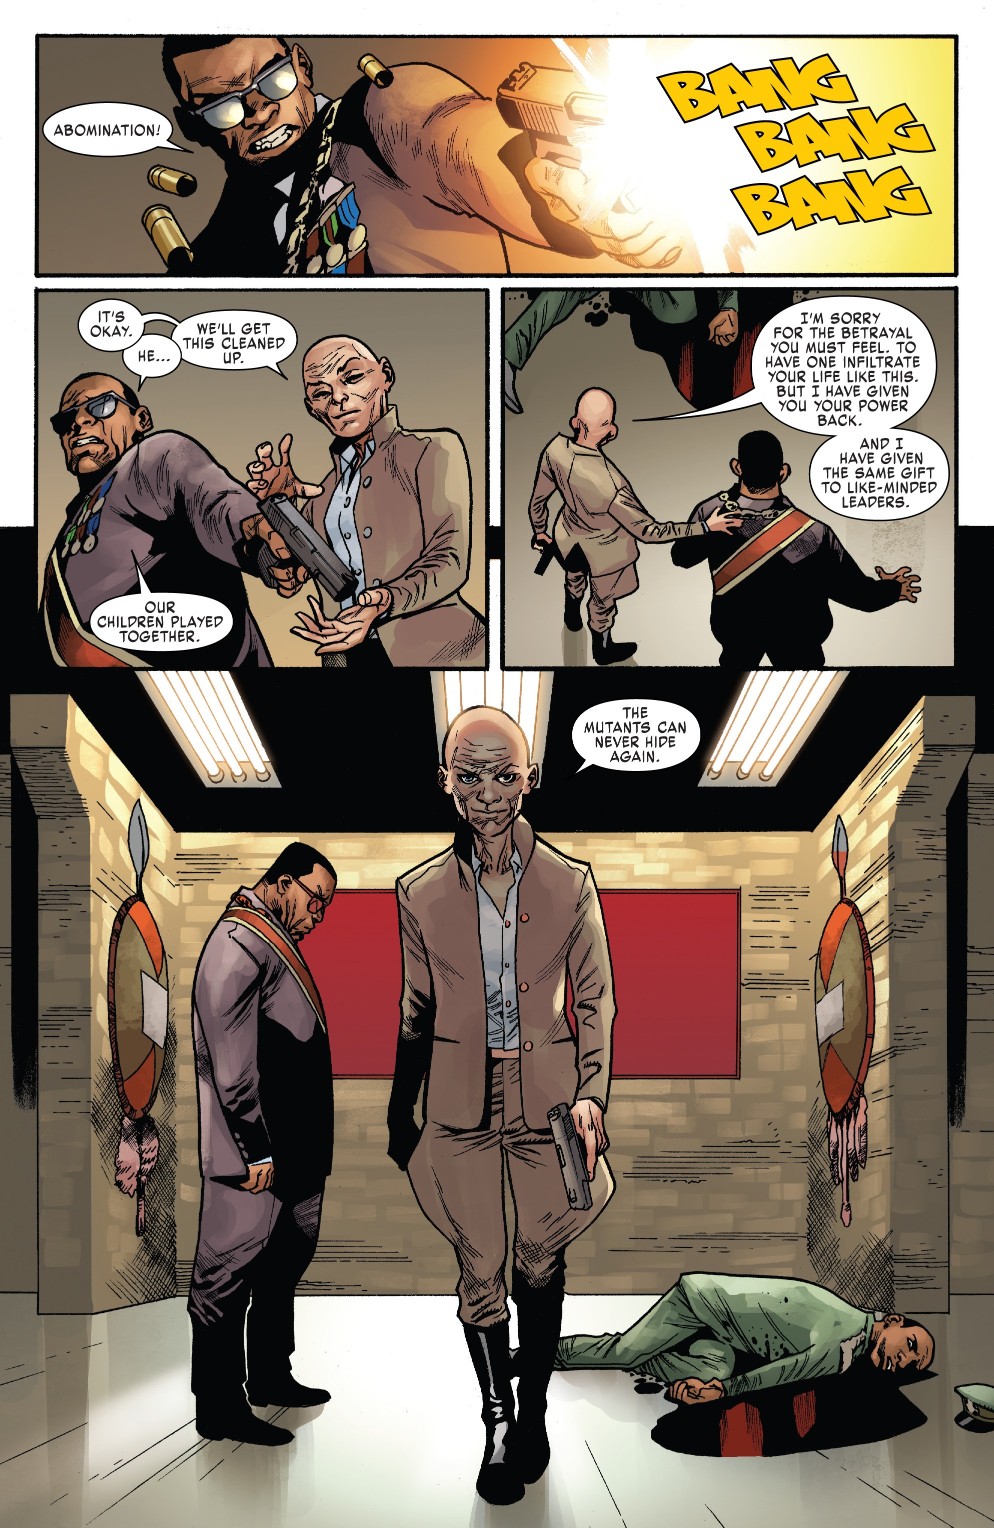 ABOMINATION!
BANG
BANG
BANG
IT'S
OKAY.
HE...
WE'LL GET
THIS CLEANED
UP.
OUR
CHILDREN PLAYED
TOGETHER.
I'M SORRY
FOR THE BETRAYAL
YOU MUST FEEL. TO
HAVE ONE INFILTRATE
YOUR LIFE LIKE THIS.
BUT I HAVE GIVEN
YOU YOUR POWER
BACK.
AND I
HAVE GIVEN
THE SAME GIFT
TO LIKE-MINDED
LEADERS.
THE
MUTANTS CAN
NEVER HIDE
AGAIN.